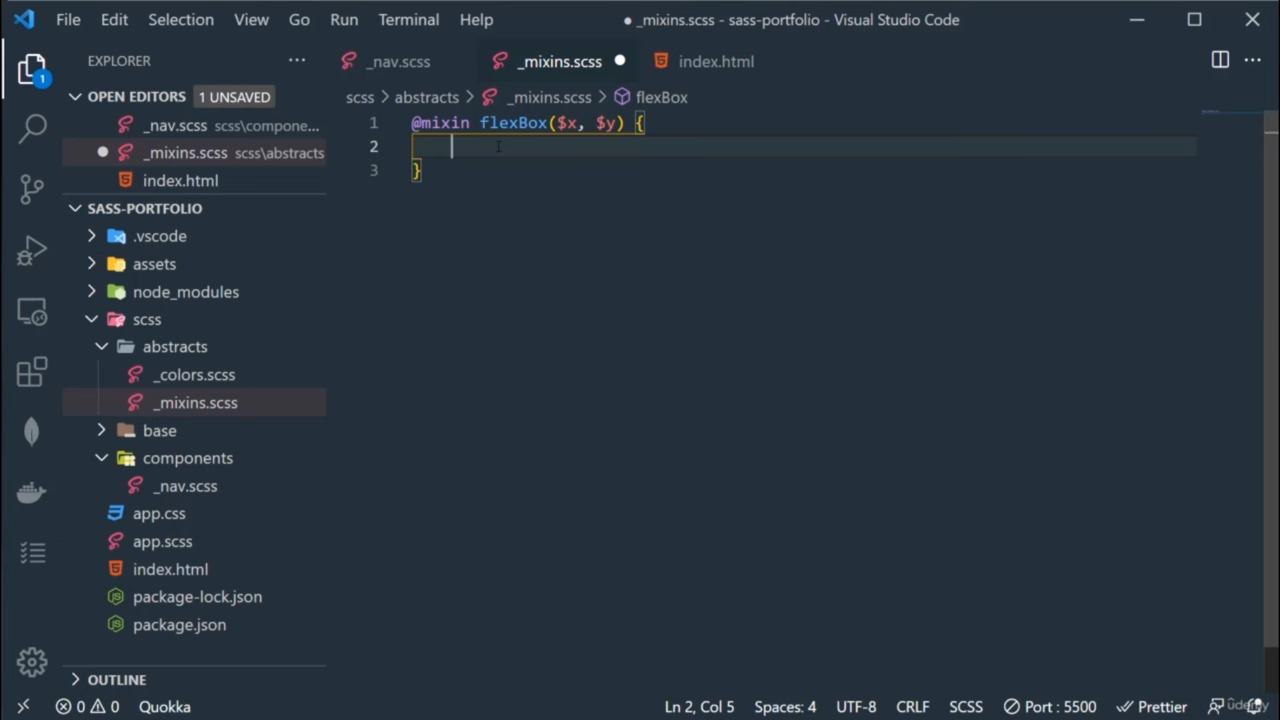 File Edit Selection View Go Run Terminal Help ● _mixins.scss - sass-portfolio - Visual Studio Code
EXPLORER ...
_nav.scss _mixins.scss ● index.html ...
OPEN EDITORS 1 UNSAVED
_nav.scss scss\compone...
● _mixins.scss scss\abstracts
index.html
SASS-PORTFOLIO
.vscode
assets
node_modules
scss
abstracts
_colors.scss
_mixins.scss
base
components
_nav.scss
app.css
app.scss
index.html
package-lock.json
package.json
OUTLINE
1
scss > abstracts > _mixins.scss > flexBox
1 @mixin flexBox($x, $y) {
2
3 }
0 0 Quokka Ln 2, Col 5 Spaces: 4 UTF-8 CRLF SCSS Port : 5500 Prettier
udemy